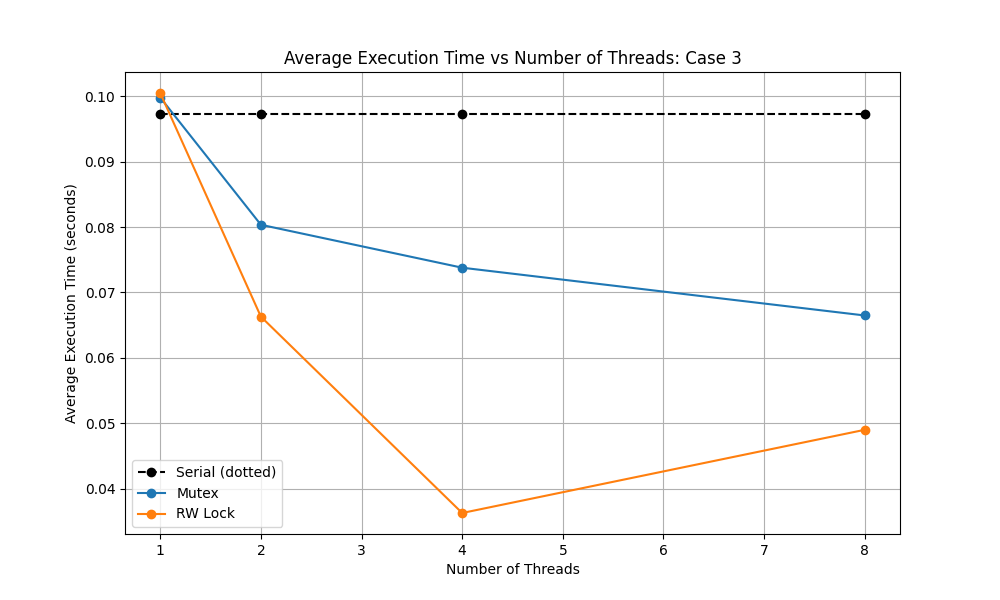 Average Execution Time vs Number of Threads: Case 3
Average Execution Time (seconds)
0.10
0.09
0.08
0.07
0.06
0.05
0.04
Serial (dotted)
Mutex
RW Lock
1 2 3 4 5 6 7 8
Number of Threads